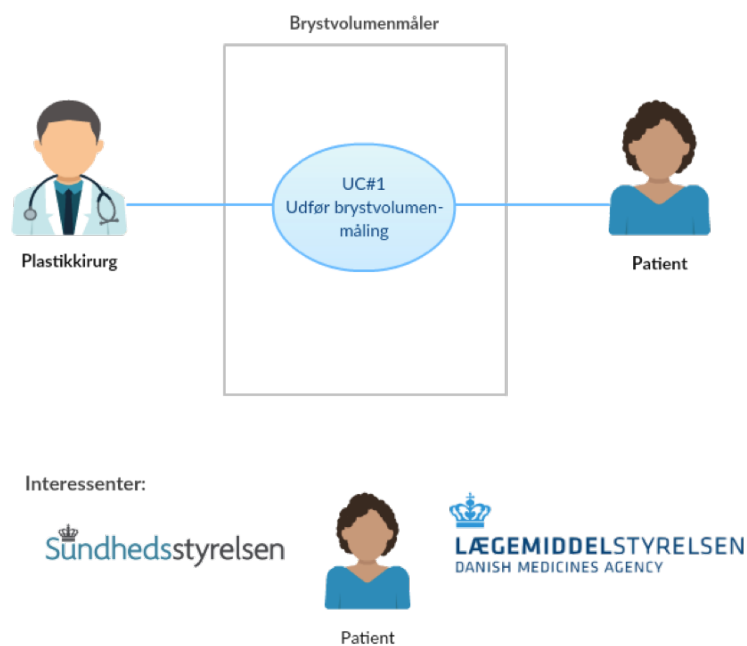 Brystvolumenmåler
UC#1
Udfør brystvolumen-
måling
Plastikkirurg
Patient
Interessenter:
Sundhedsstyrelsen
LÆGEMIDDELSTYRELSEN
DANISH MEDICINES AGENCY
Patient